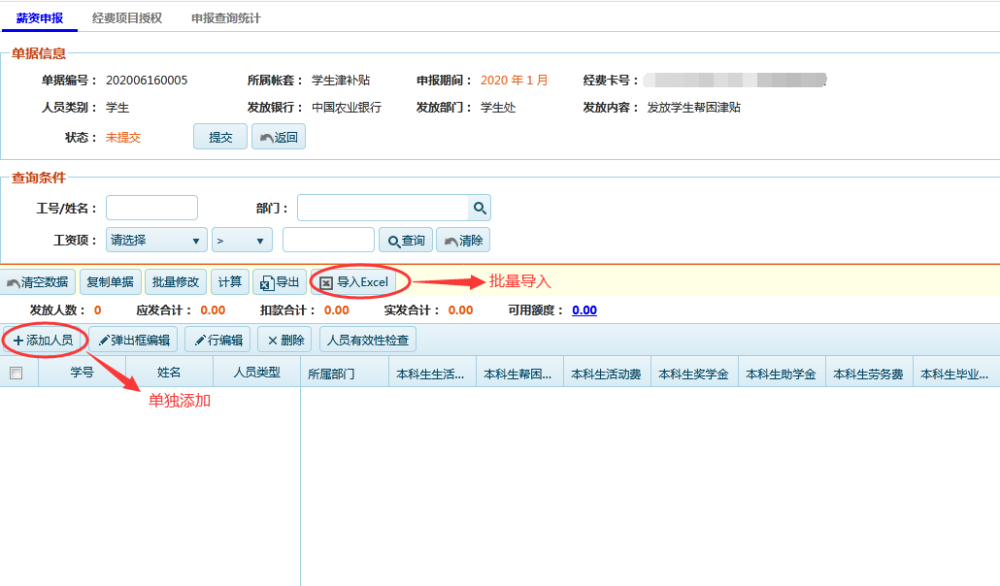 薪资申报 经费项目授权 申报查询统计
单据信息
单据编号： 202006160005 所属帐套： 学生津补贴 申报期间： 2020 年 1 月 经费卡号：
人员类别： 学生 发放银行： 中国农业银行 发放部门： 学生处 发放内容： 发放学生帮困津贴
状态： 未提交 提交 返回
查询条件
工号/姓名： 部门：
工资项： 请选择 > 查询 清除
清空数据 复制单据 批量修改 计算 导出 导入Excel 批量导入
发放人数： 0 应发合计： 0.00 扣款合计： 0.00 实发合计： 0.00 可用额度： 0.00
添加人员 弹出框编辑 行编辑 删除 人员有效性检查
学号 姓名 人员类型 所属部门 本科生生活... 本科生帮困... 本科生活动费 本科生奖学金 本科生助学金 本科生劳务费 本科生毕业...
单独添加